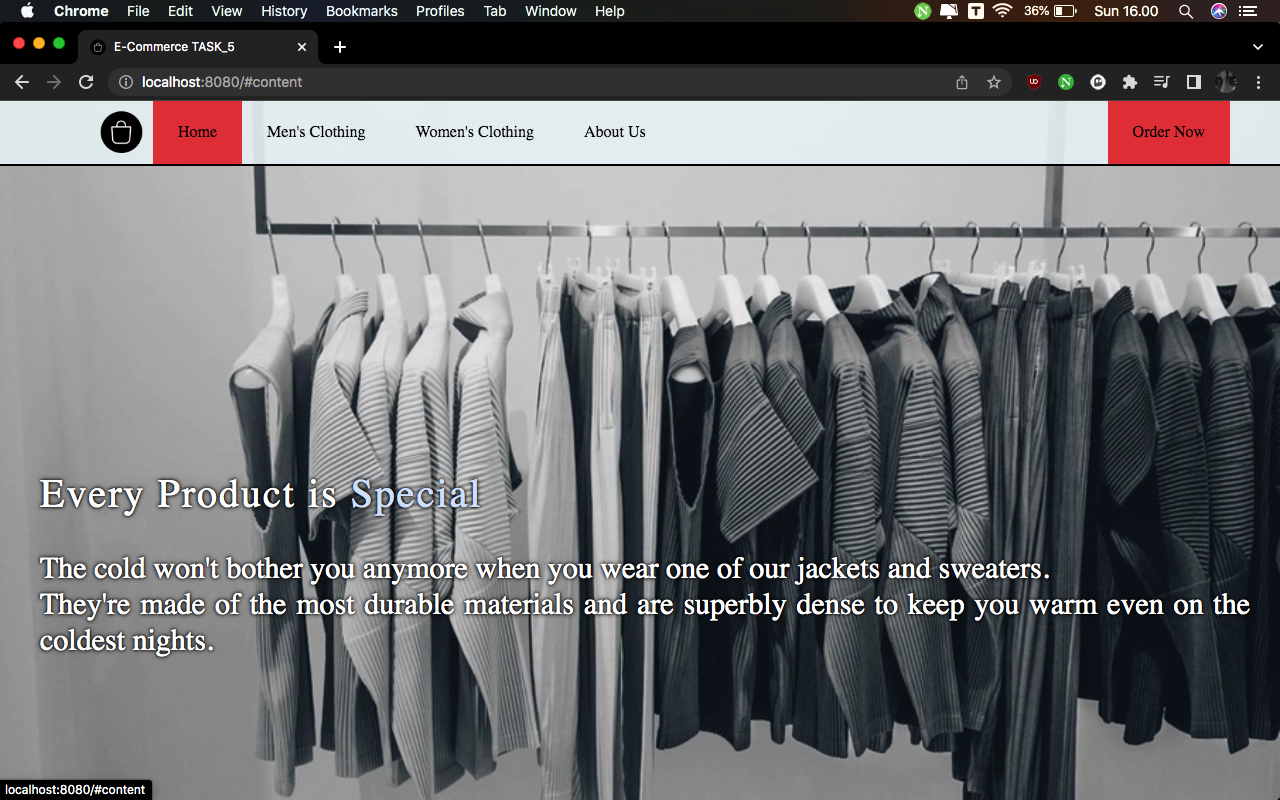 Chrome File Edit View History Bookmarks Profiles Tab Window Help 36% Sun 16.00
E-Commerce TASK_5
localhost:8080/#content
Home Men's Clothing Women's Clothing About Us Order Now
Every Product is Special
The cold won't bother you anymore when you wear one of our jackets and sweaters.
They're made of the most durable materials and are superbly dense to keep you warm even on the
coldest nights.
localhost:8080/#content